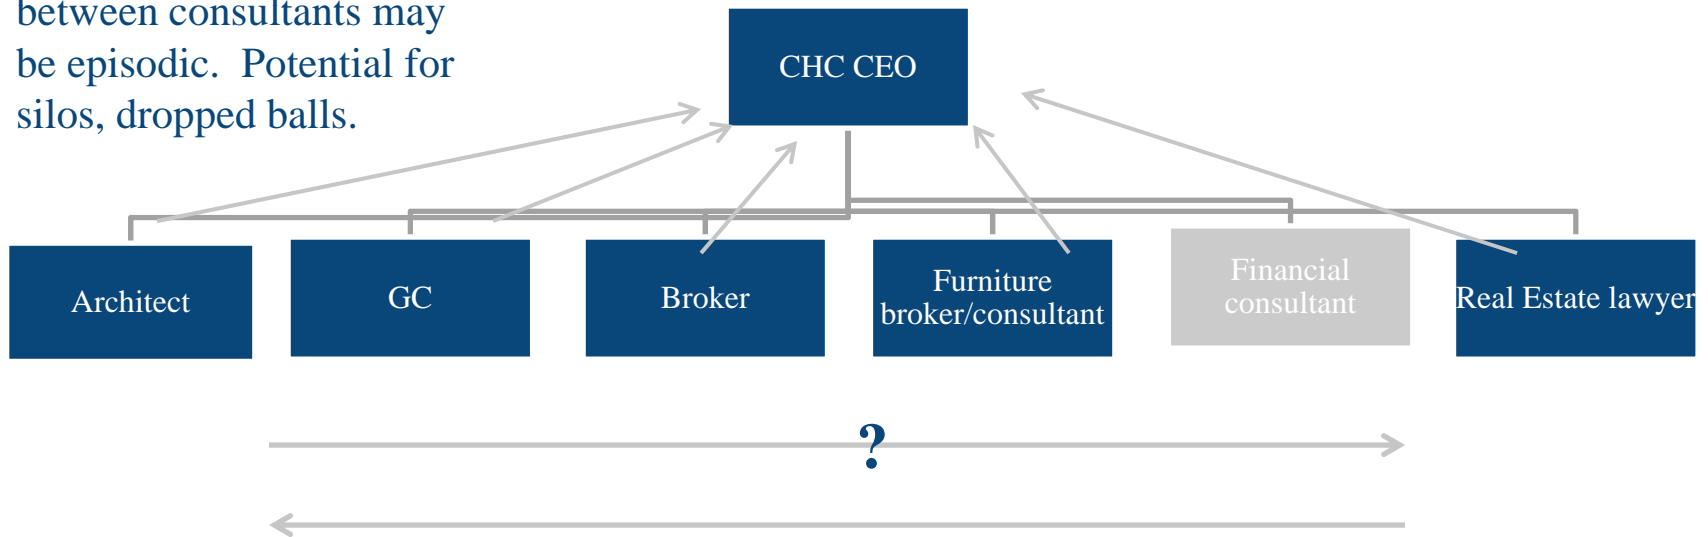 between consultants may
be episodic.  Potential for
silos, dropped balls.
CHC CEO
Architect
GC
Broker
Furniture
broker/consultant
Financial
consultant
Real Estate lawyer
?